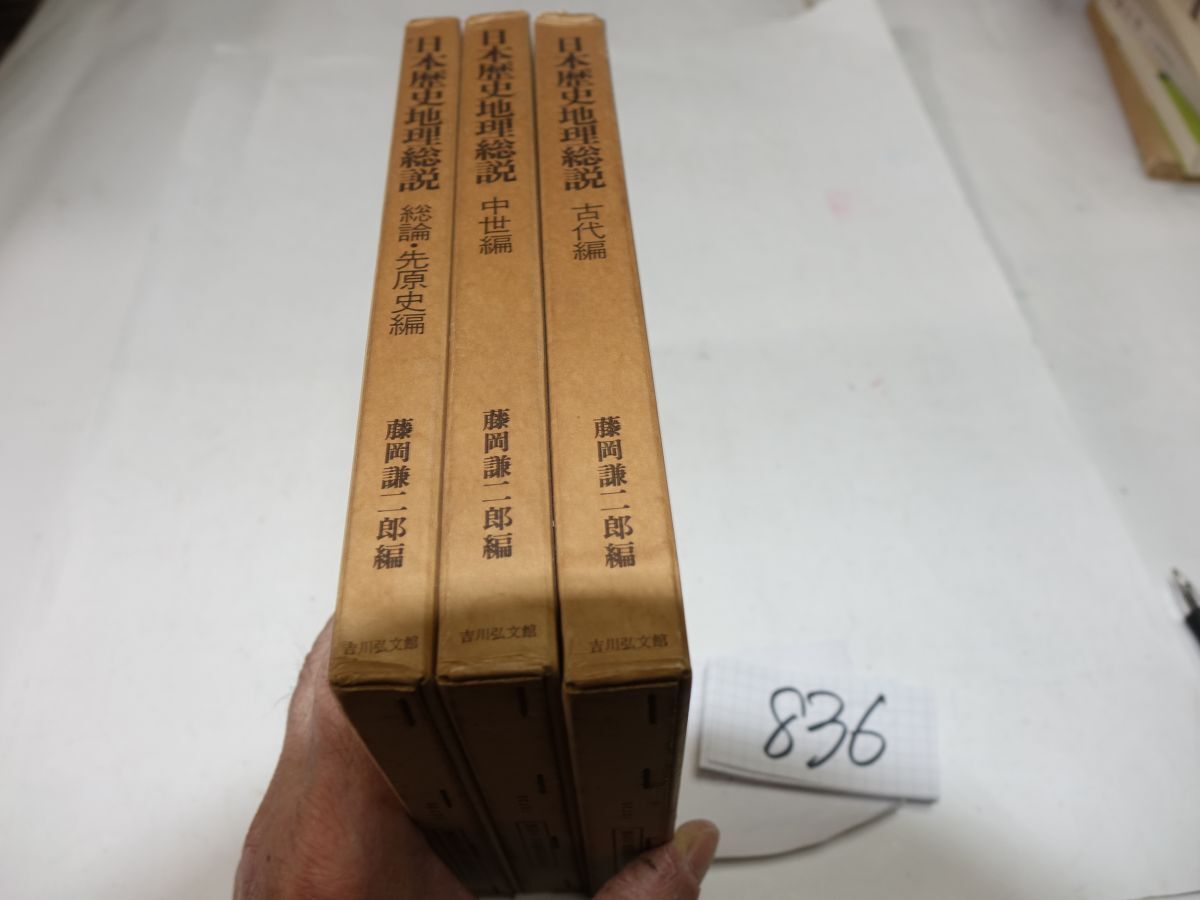 日本歴史地理総説 総論・先原史編
藤岡謙二郎編
吉川弘文館
日本歴史地理総説 中世編
藤岡謙二郎編
吉川弘文館
日本歴史地理総説 古代編
藤岡謙二郎編
吉川弘文館
836